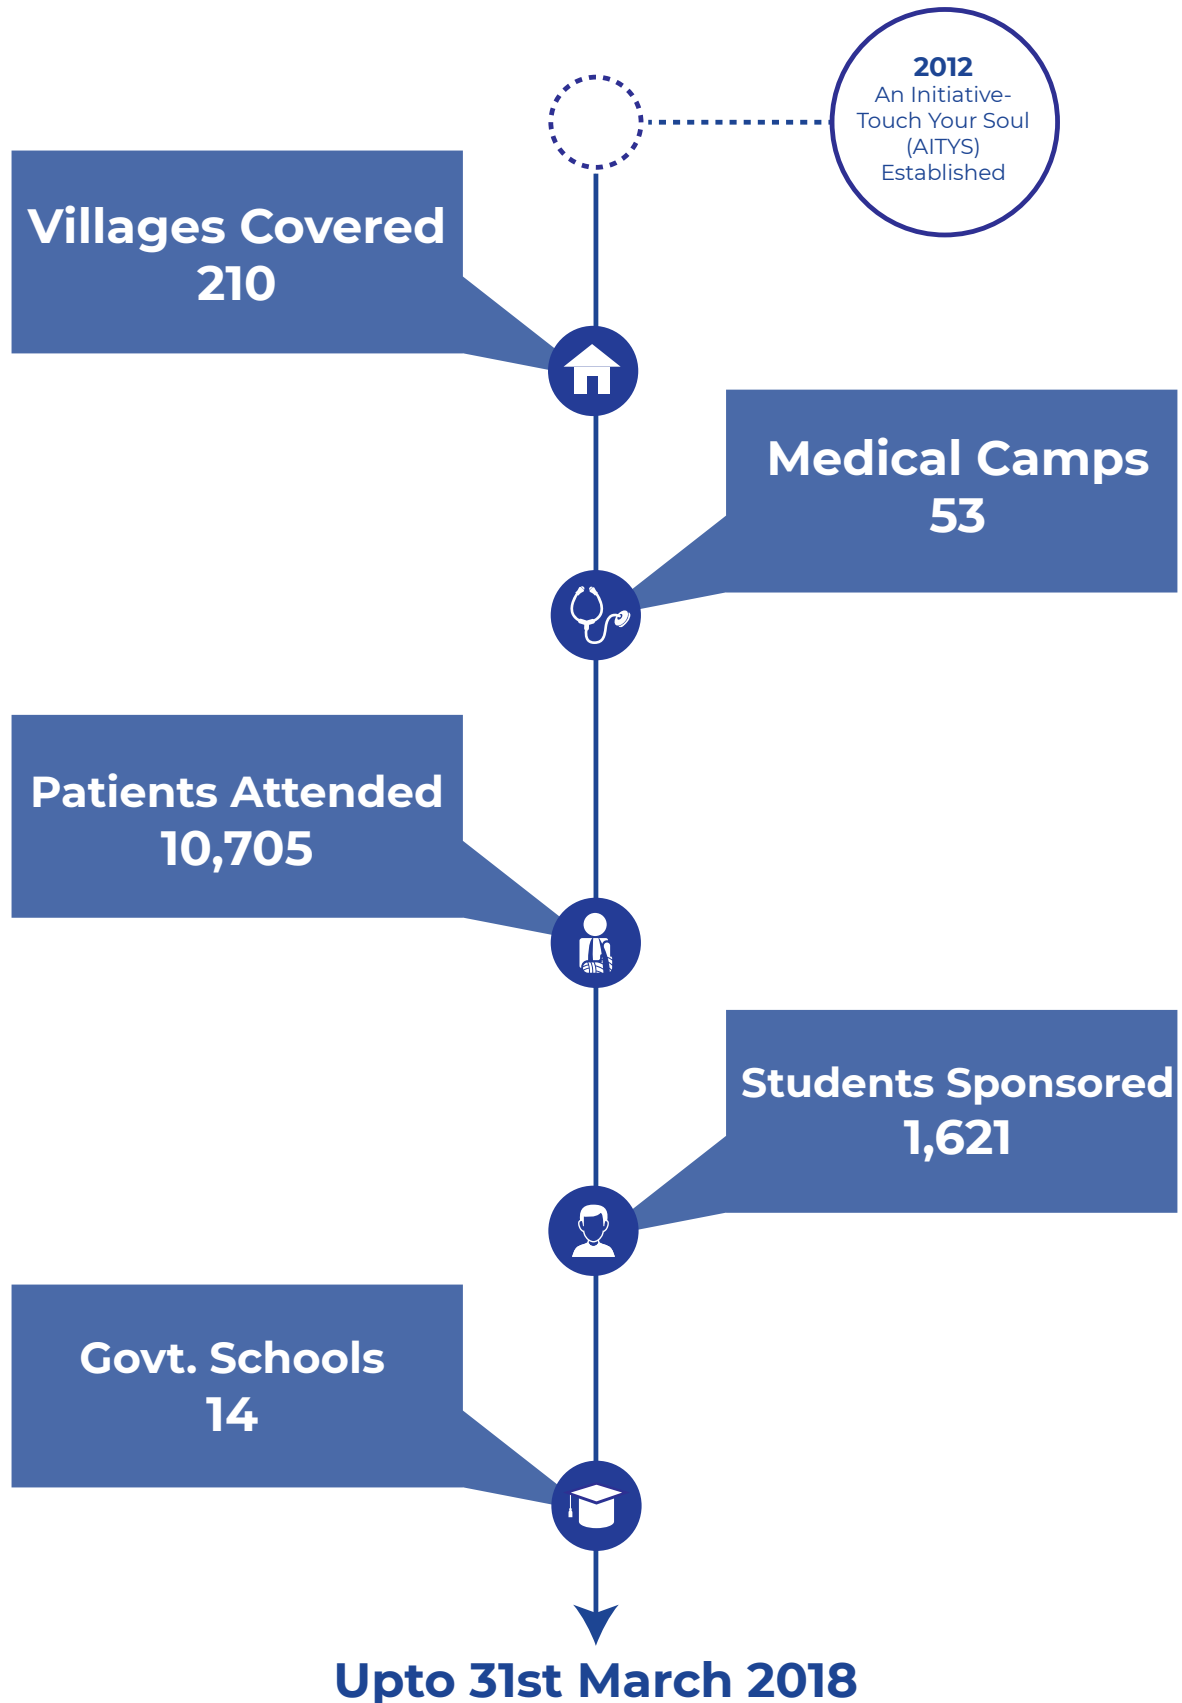 2012
An Initiative-
Touch Your Soul
(AITYS)
Established
Villages Covered
210
Medical Camps
53
Patients Attended
10,705
Students Sponsored
1,621
Govt. Schools
14
Upto 31st March 2018